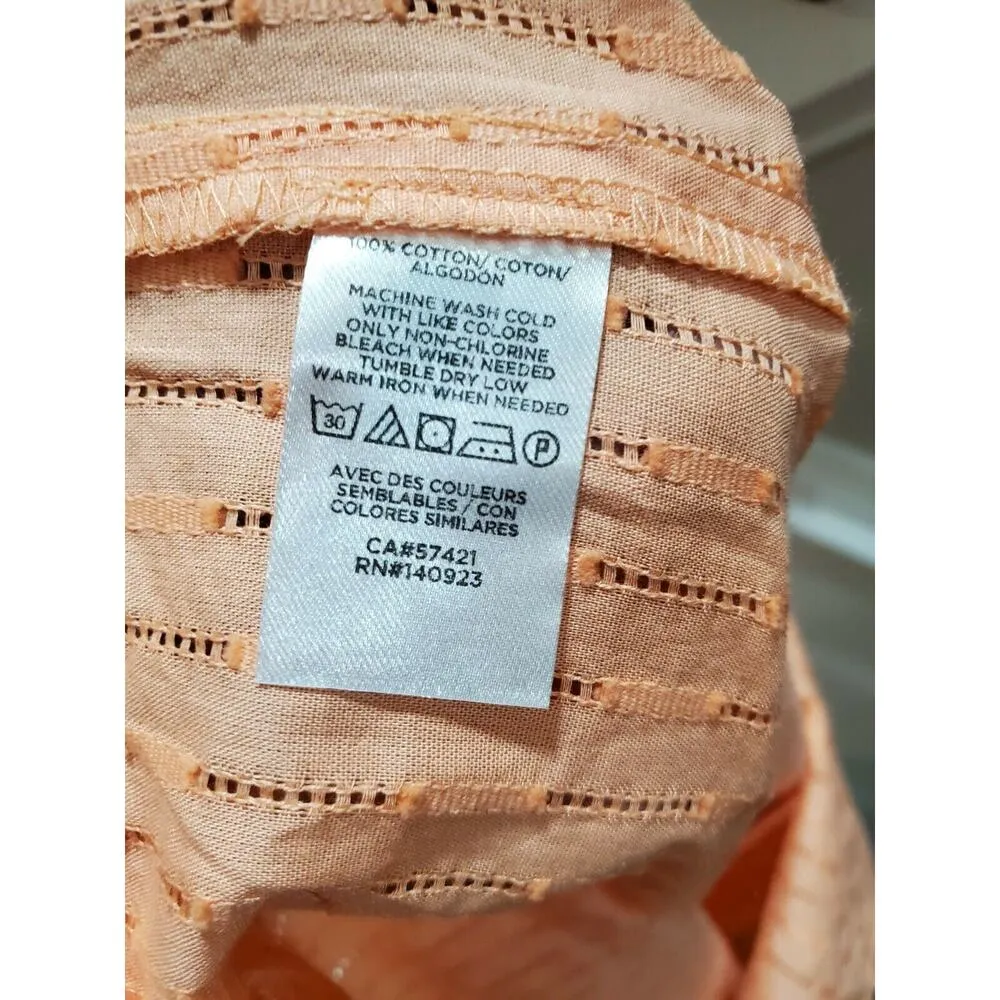 100% COTTON/ COTON/
ALGODÓN
MACHINE WASH COLD
WITH LIKE COLORS
ONLY NON-CHLORINE
BLEACH WHEN NEEDED
TUMBLE DRY LOW
WARM IRON WHEN NEEDED
30 P
AVEC DES COULEURS
SEMBLABLES / CON
COLORES SIMILARES
CA#57421
RN#140923